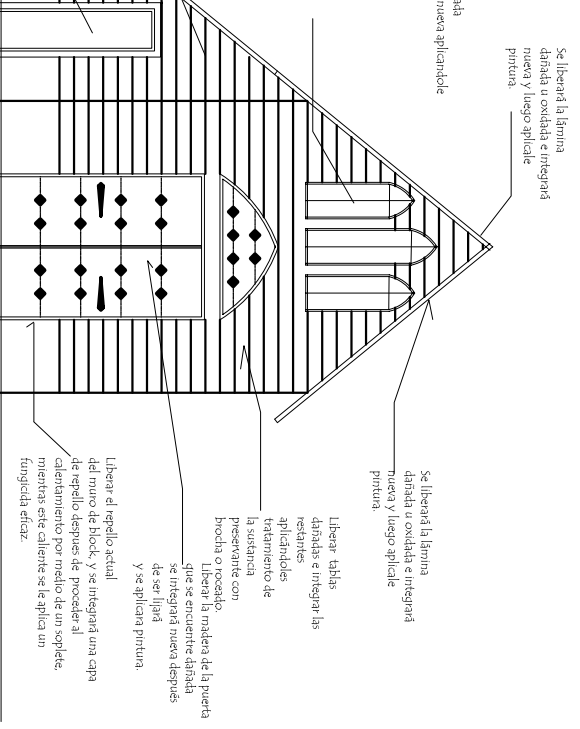 ada
nueva aplicandole
Se liberará la lámina
dañada u oxidada e integrará
nueva y luego aplicale
pintura.
Se liberará la lámina
dañada u oxidada e integrará
nueva y luego aplicale
pintura.
Liberar tablas
dañadas e integrar las
restantes
aplicándoles
tratamiento de
la sustancia
preservante con
brocha o roceado.
Liberar la madera de la puerta
que se encuentre dañada
se integrará nueva después
de ser lijará
y se aplicara pintura.
Liberar el repello actual
del muro de block, y se integrará una capa
de repello despues de proceder al
calentamiento por medio de un soplete,
mientras este caliente se le aplica un
fungicida eficaz.